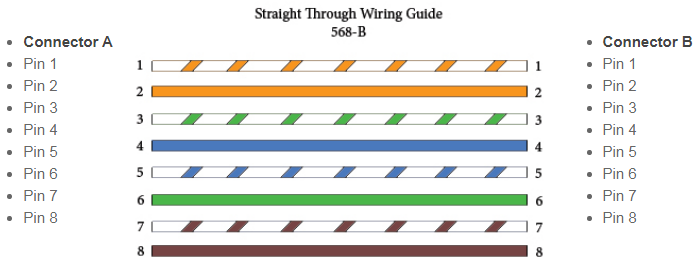 Straight Through Wiring Guide
568-B
• Connector A
• Pin 1
• Pin 2
• Pin 3
• Pin 4
• Pin 5
• Pin 6
• Pin 7
• Pin 8
1 1
2 2
3 3
4 4
5 5
6 6
7 7
8 8
• Connector B
• Pin 1
• Pin 2
• Pin 3
• Pin 4
• Pin 5
• Pin 6
• Pin 7
• Pin 8